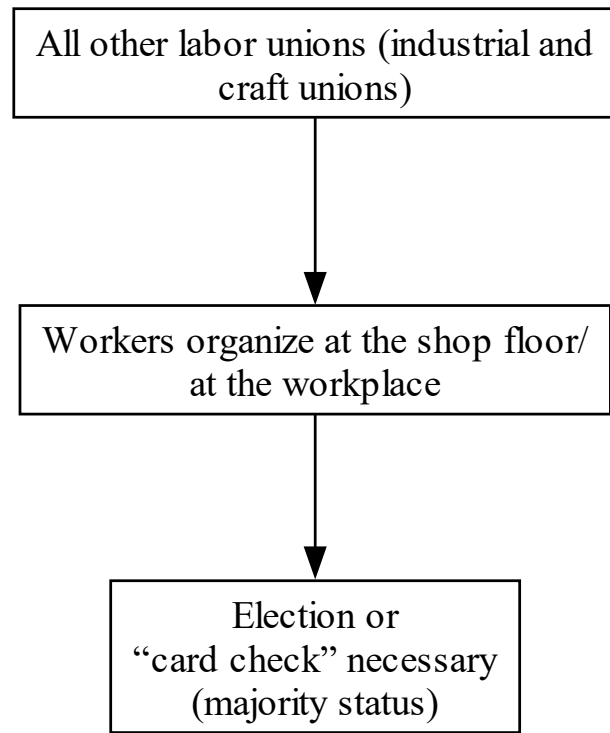 All other labor unions (industrial and
craft unions)
Workers organize at the shop floor/
at the workplace
Election or
“card check” necessary
(majority status)